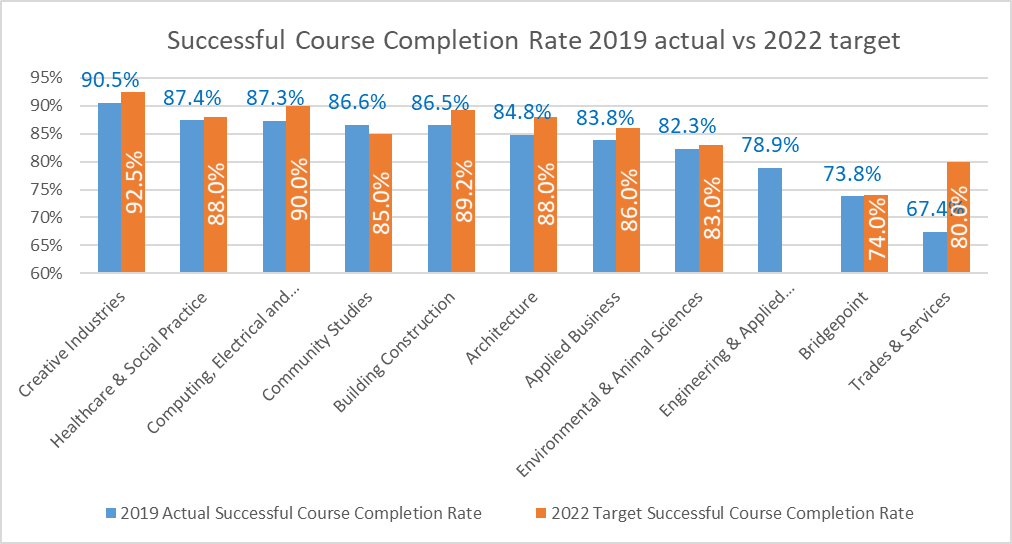 Successful Course Completion Rate 2019 actual vs 2022 target
95%
90%
85%
80%
75%
70%
65%
60%
90.5%
87.4%
87.3%
86.6%
86.5%
84.8%
83.8%
82.3%
78.9%
73.8%
67.4%
92.5%
88.0%
90.0%
85.0%
89.2%
88.0%
86.0%
83.0%
74.0%
80.0%
Creative Industries
Healthcare & Social Practice
Computing, Electrical and...
Community Studies
Building Construction
Architecture
Applied Business
Environmental & Animal Sciences
Engineering & Applied...
Bridgepoint
Trades & Services
2019 Actual Successful Course Completion Rate
2022 Target Successful Course Completion Rate